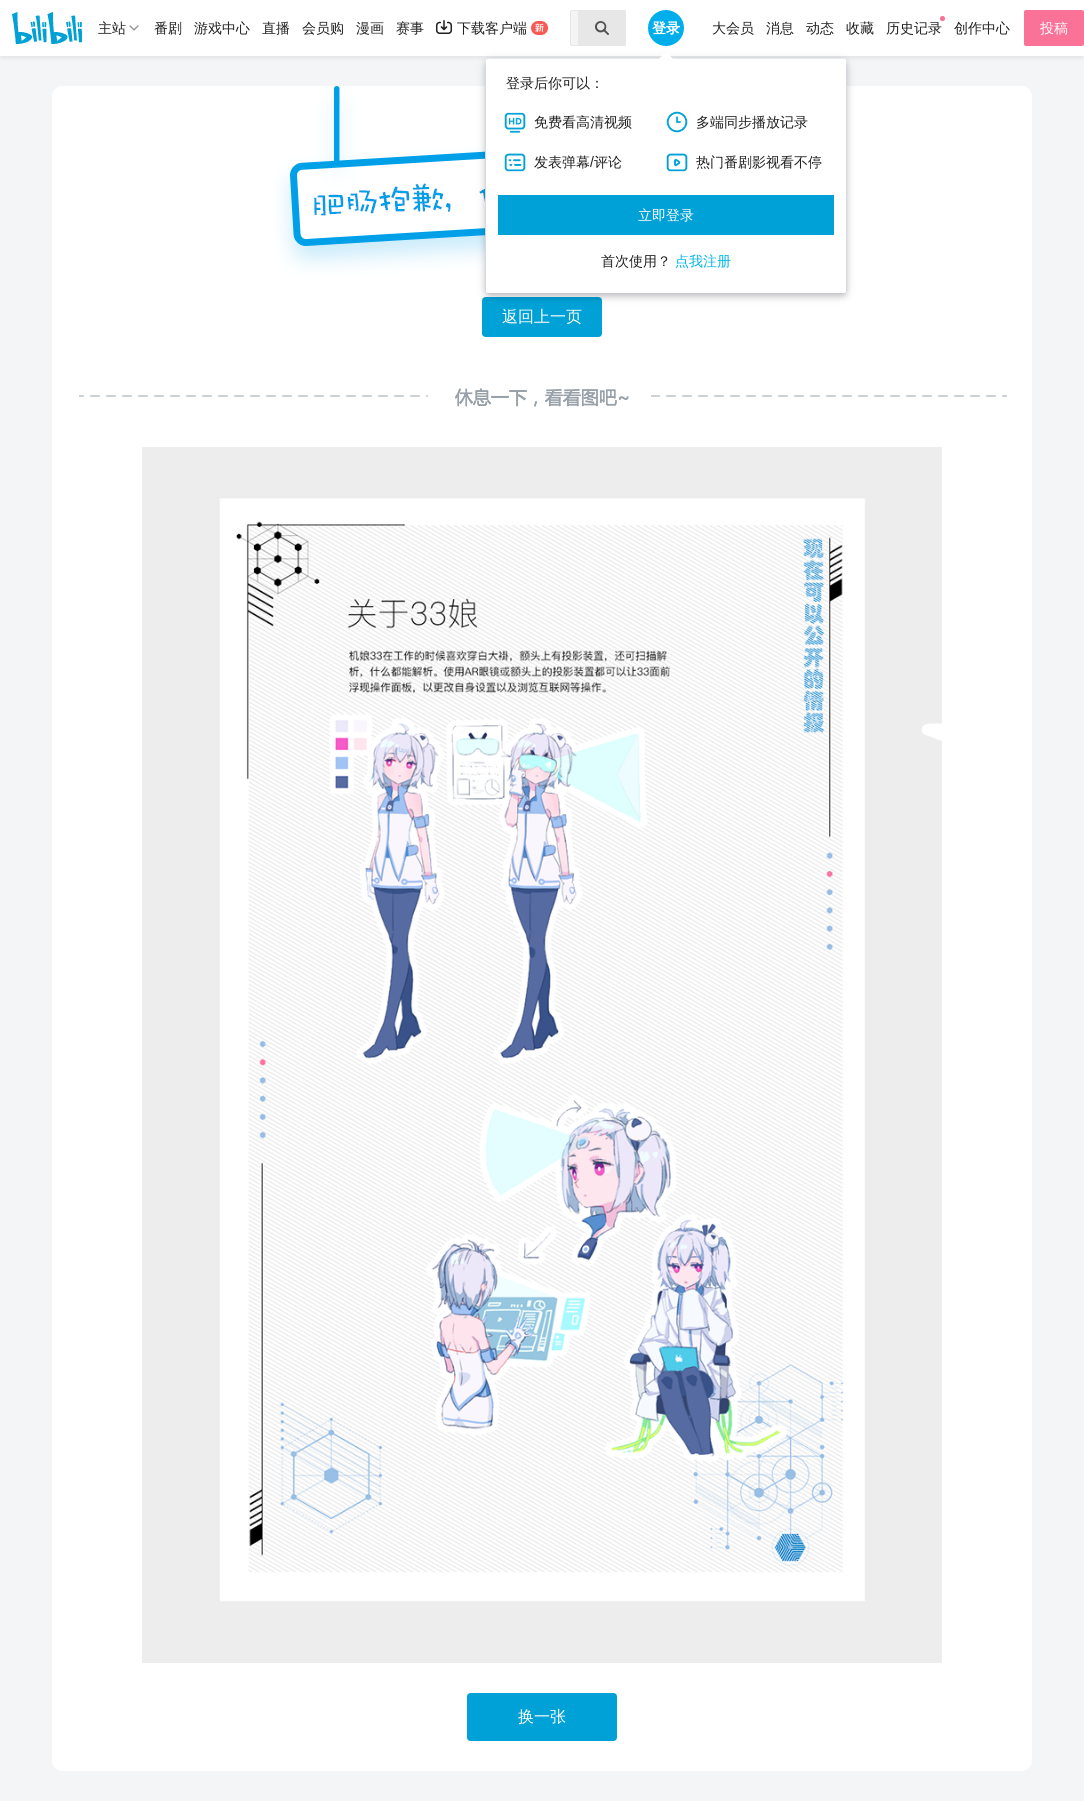 bilibili 主站 番剧 游戏中心 直播 会员购 漫画 赛事 下载客户端 新 登录 大会员 消息 动态 收藏 历史记录 创作中心 投稿
登录后你可以：
HD 免费看高清视频 多端同步播放记录
发表弹幕/评论 热门番剧影视看不停
立即登录
首次使用？ 点我注册
肥肠抱歉，
返回上一页
休息一下，看看图吧~
现在可以公开的情报
关于33娘
机娘33在工作的时候喜欢穿白大褂，额头上有投影装置，还可扫描解
析，什么都能解析。使用AR眼镜或额头上的投影装置都可以让33面前
浮现操作面板，以更改自身设置以及浏览互联网等操作。
换一张